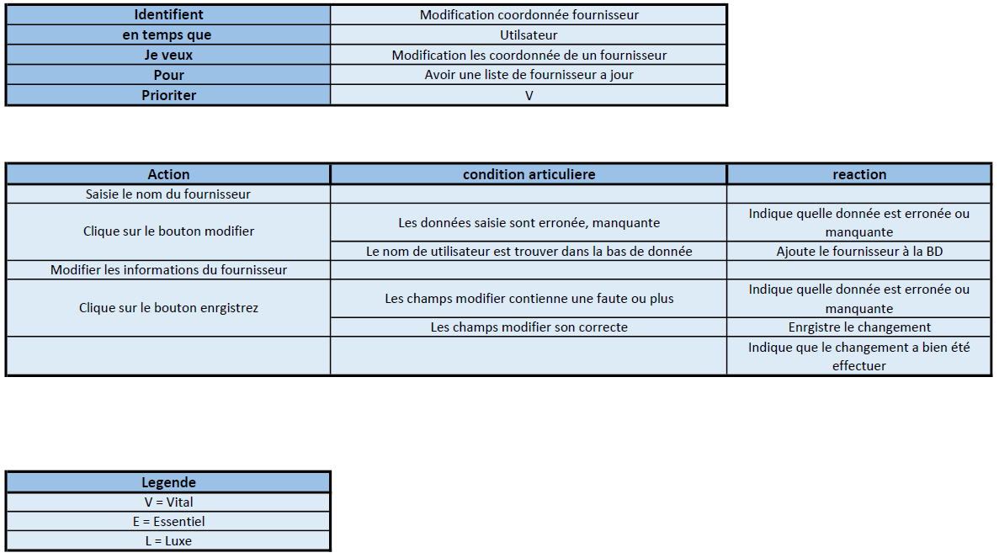 Identifient Modification coordonnée fournisseur
en temps que Utilsateur
Je veux Modification les coordonnée de un fournisseur
Pour Avoir une liste de fournisseur a jour
Prioriter V
Action condition articuliere reaction
Saisie le nom du fournisseur
Clique sur le bouton modifier
Les données saisie sont erronée, manquante
Indique quelle donnée est erronée ou
manquante
Le nom de utilisateur est trouver dans la bas de donnée Ajoute le fournisseur à la BD
Modifier les informations du fournisseur
Clique sur le bouton enrgistrez
Les champs modifier contienne une faute ou plus
Indique quelle donnée est erronée ou
manquante
Les champs modifier son correcte Enrgistre le changement
Indique que le changement a bien été
effectuer
Legende
V = Vital
E = Essentiel
L = Luxe